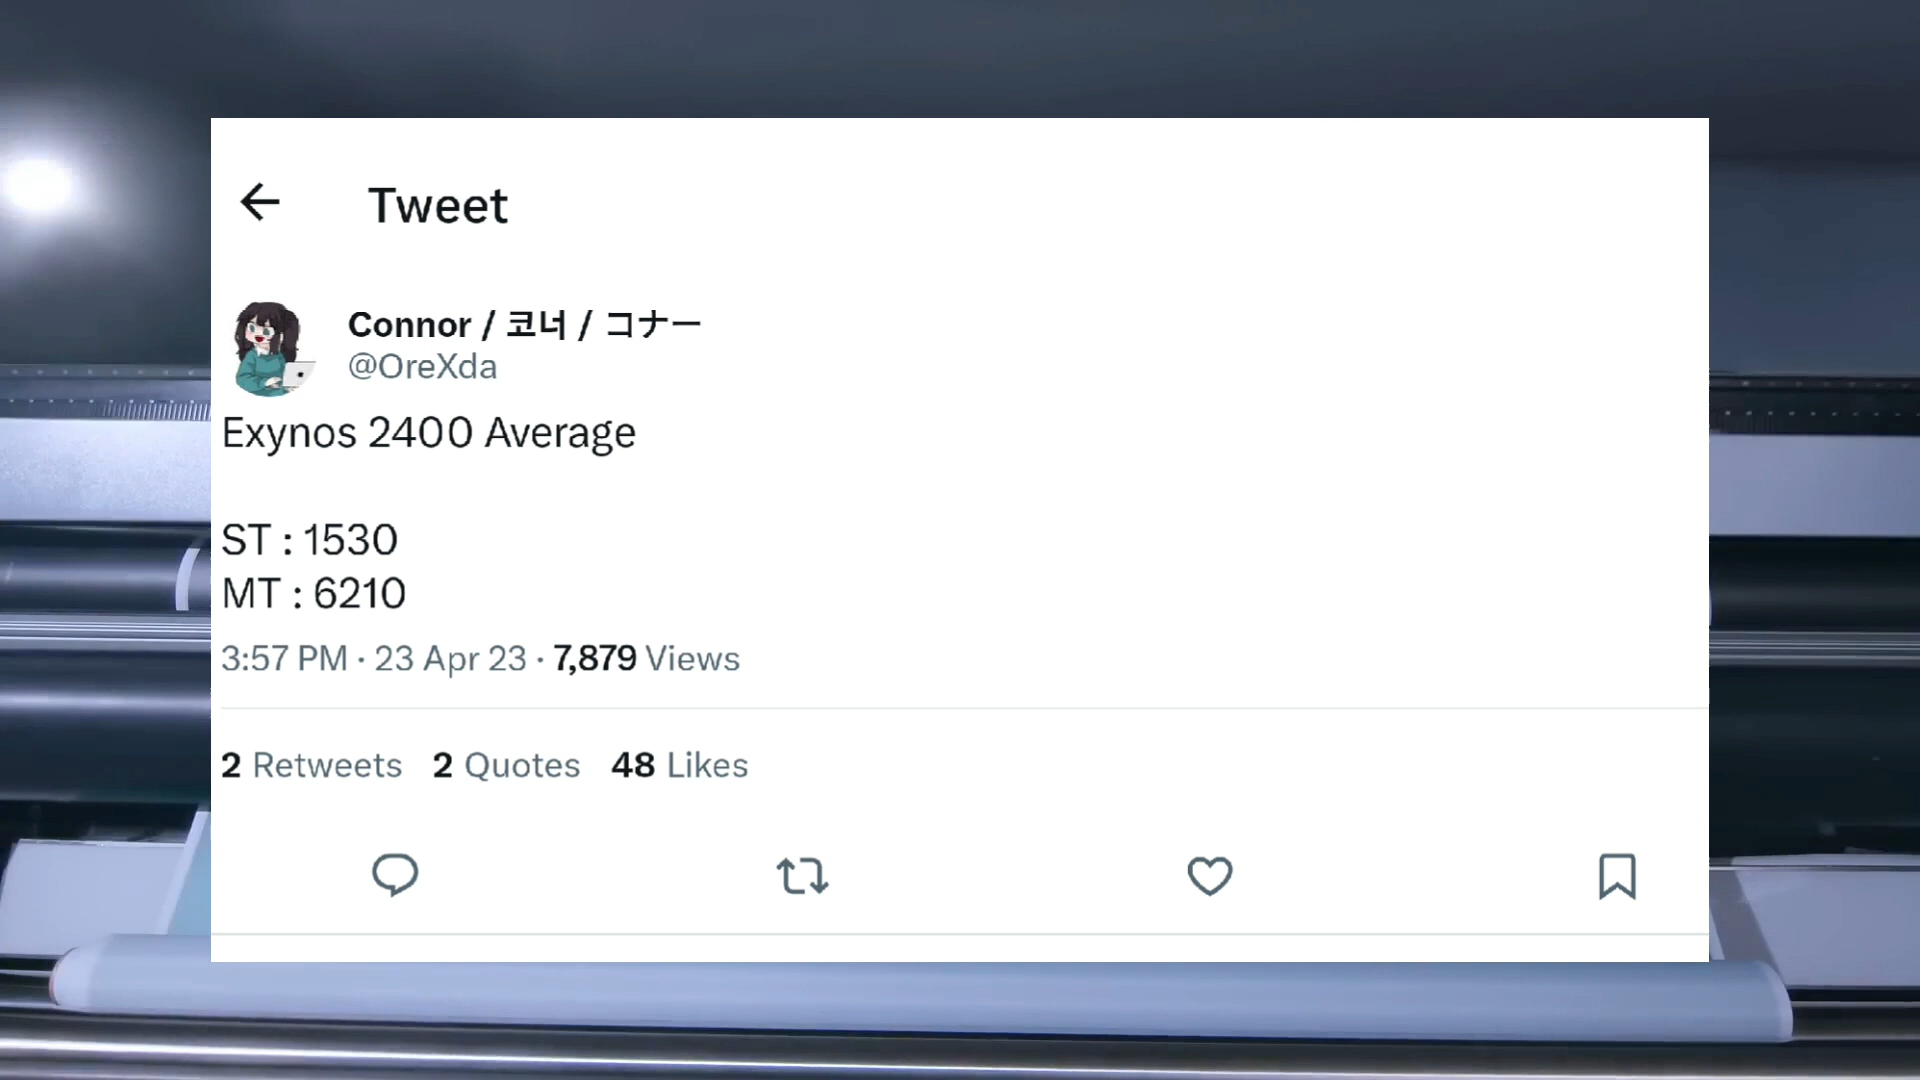 Tweet
Connor / 코너 / コナー
@OreXda
Exynos 2400 Average
ST : 1530
MT : 6210
3:57 PM · 23 Apr 23 · 7,879 Views
2 Retweets 2 Quotes 48 Likes